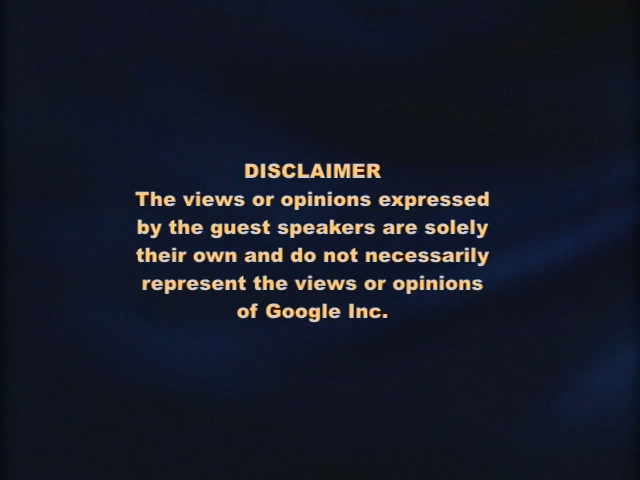 DISCLAIMER
The views or opinions expressed
by the guest speakers are solely
their own and do not necessarily
represent the views or opinions
of Google Inc.